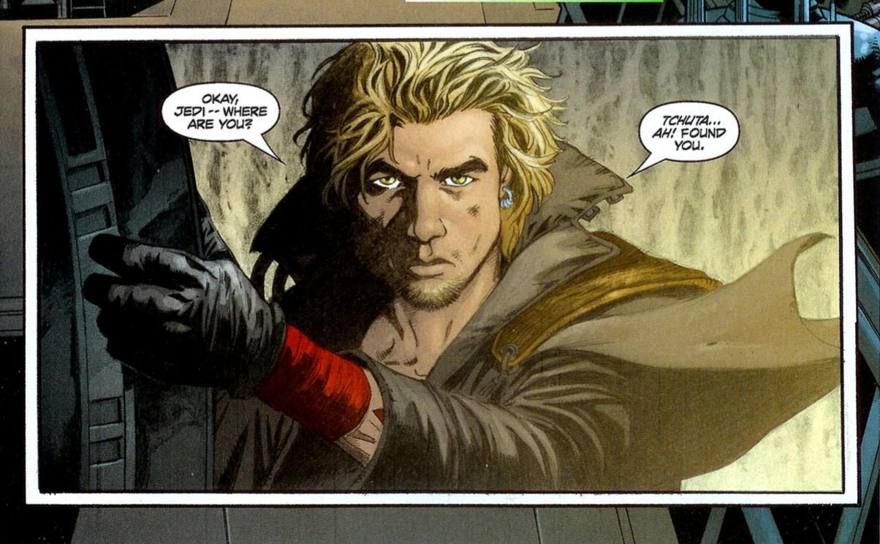 OKAY,
JEDI -- WHERE
ARE YOU?
TCHUTA...
AH! FOUND
YOU.